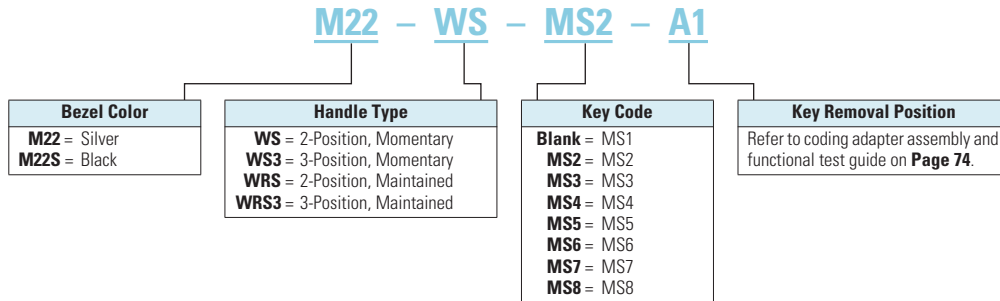 M22 – WS – MS2 – A1
Bezel Color
M22 = Silver
M22S = Black
Handle Type
WS = 2-Position, Momentary
WS3 = 3-Position, Momentary
WRS = 2-Position, Maintained
WRS3 = 3-Position, Maintained
Key Code
Blank = MS1
MS2 = MS2
MS3 = MS3
MS4 = MS4
MS5 = MS5
MS6 = MS6
MS7 = MS7
MS8 = MS8
Key Removal Position
Refer to coding adapter assembly and
functional test guide on Page 74.